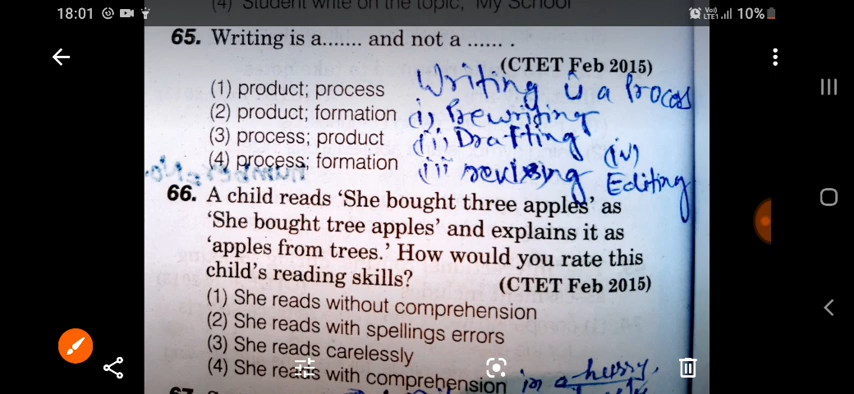 18:01
Vo)
LTE1
10%
(4) Student write on the topic, 'My School'
65. Writing is a....... and not a ...... .
(CTET Feb 2015)
(1) product; process
(2) product; formation
(3) process; product
(4) process; formation
Writing is a Process
(i) Prewriting
(ii) Drafting
(iii revising
(iv)
Editing
66. A child reads ‘She bought three apples’ as
‘She bought tree apples’ and explains it as
‘apples from trees.’ How would you rate this
child’s reading skills?
(CTET Feb 2015)
(1) She reads without comprehension
(2) She reads with spellings errors
(3) She reads carelessly
(4) She reads with comprehension
in a hurry.
67